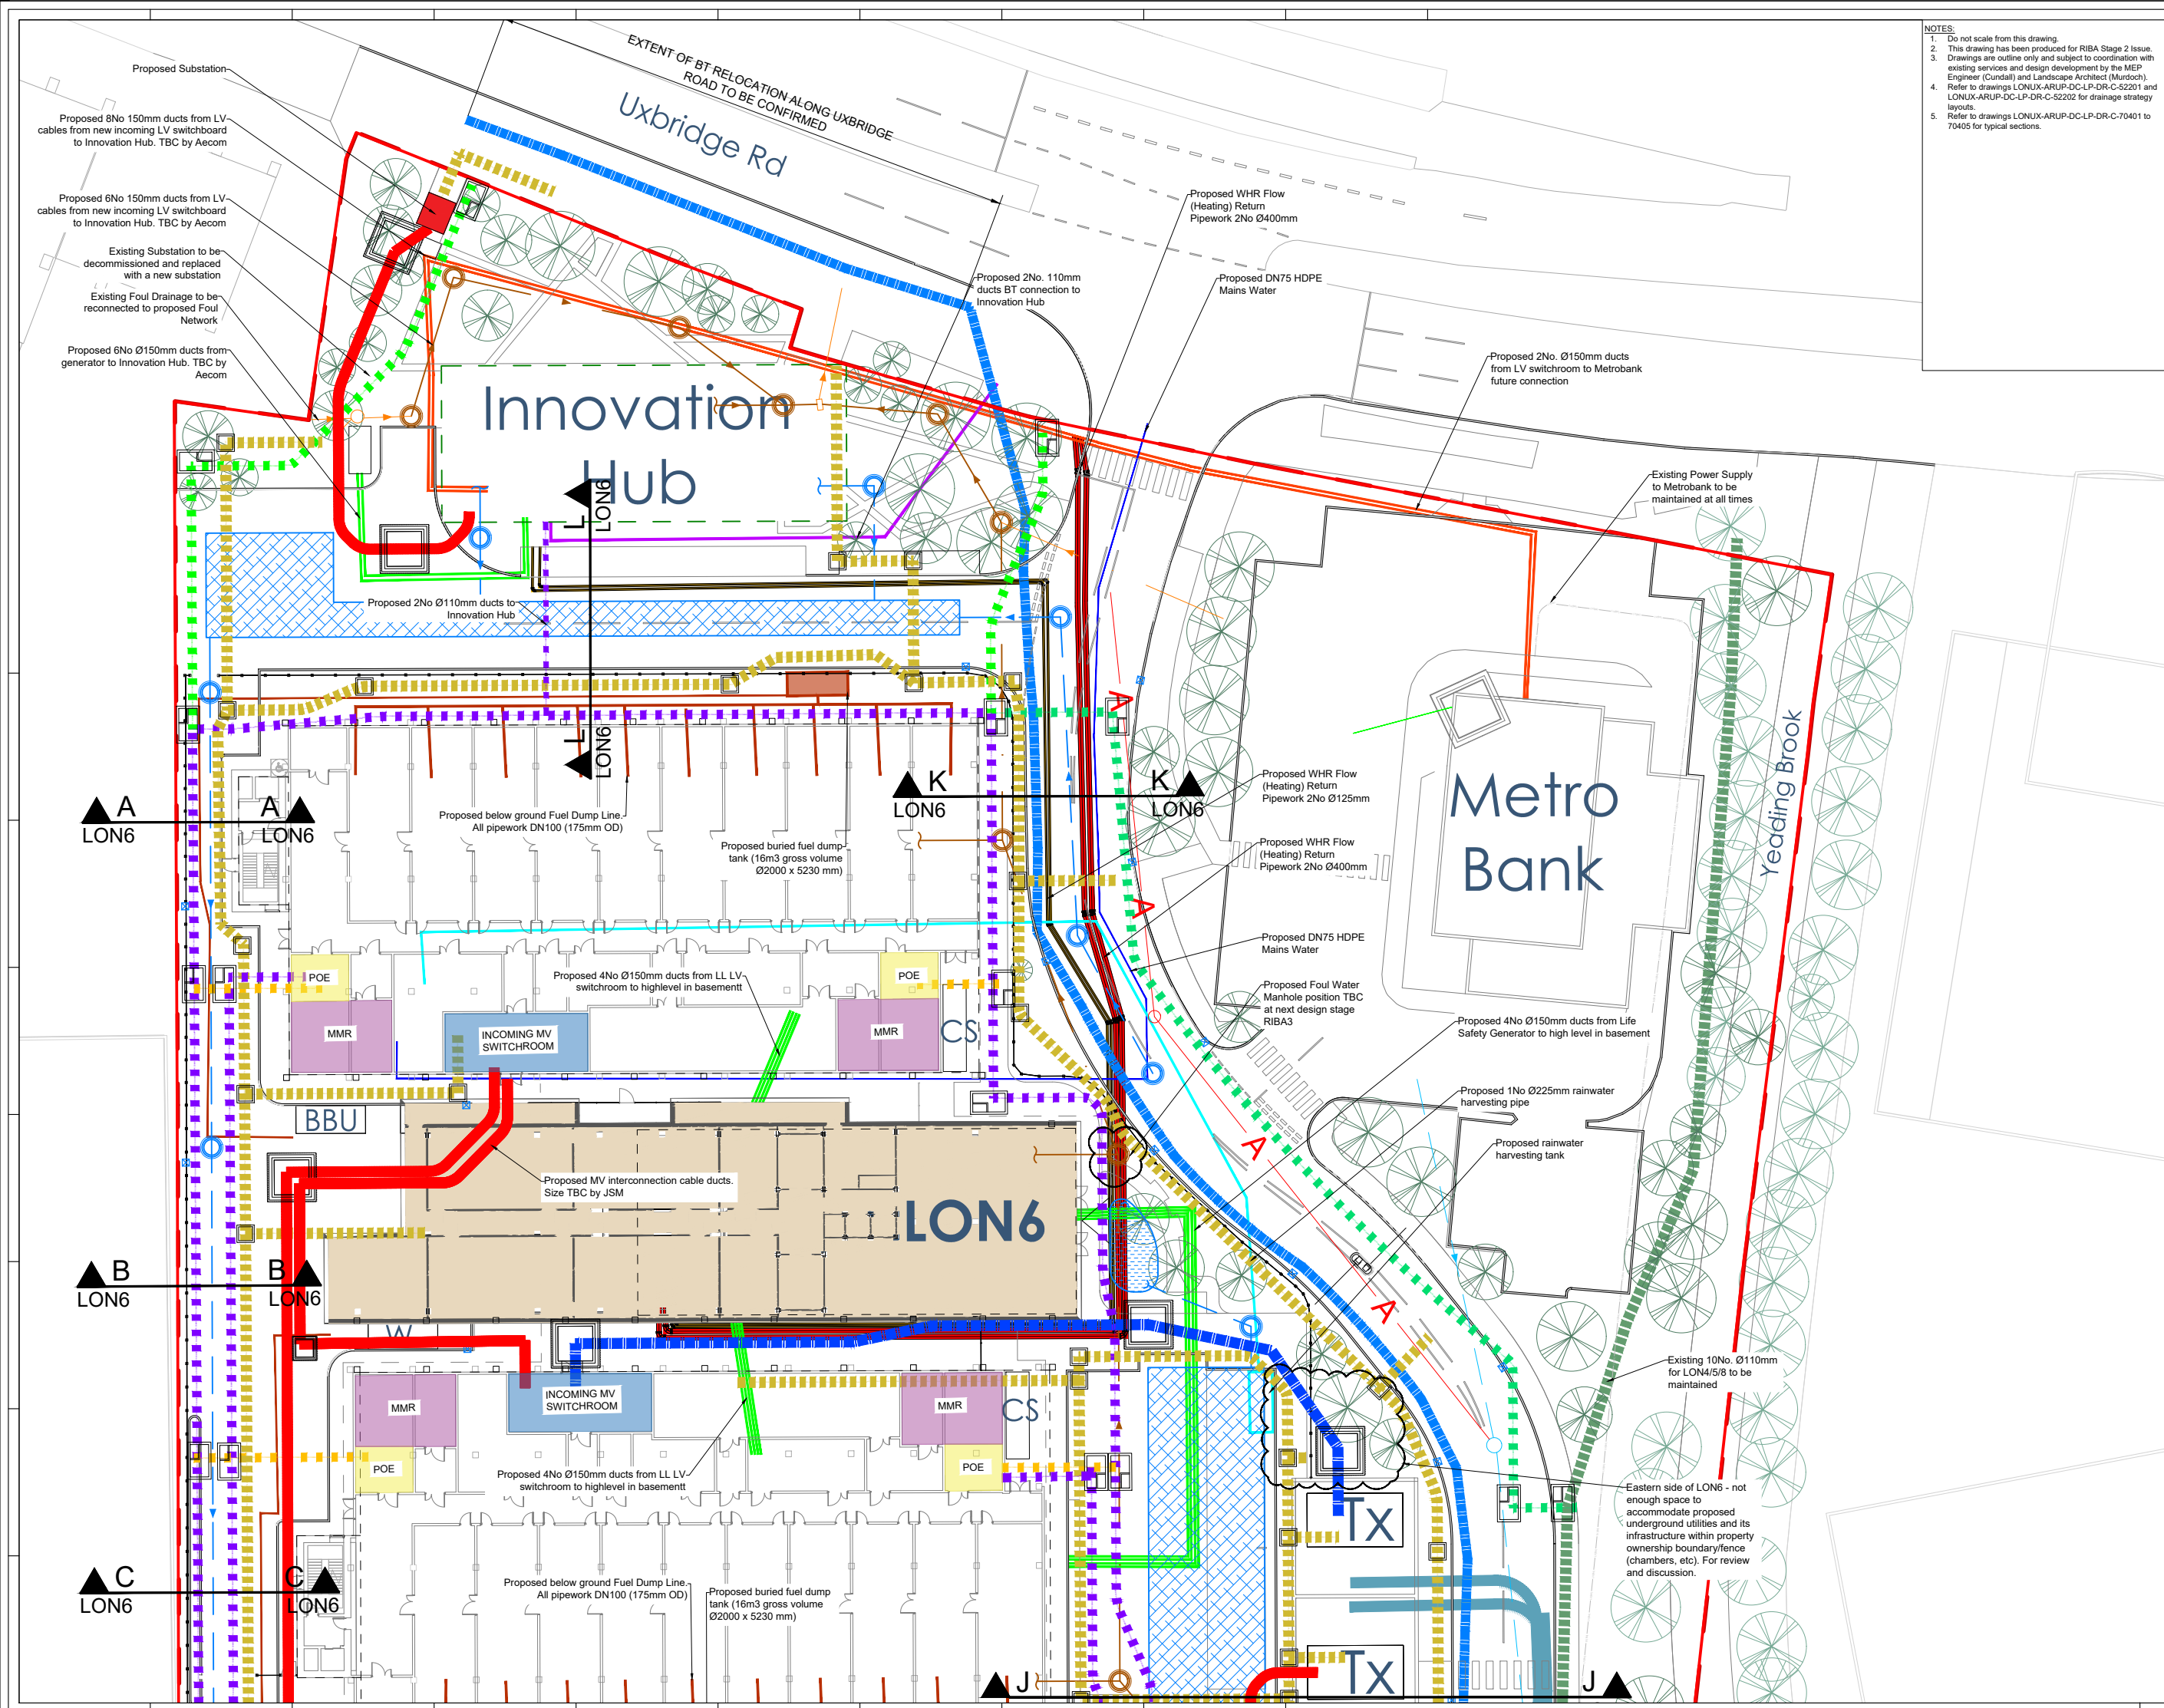 NOTES:
1. Do not scale from this drawing.
2. This drawing has been produced for RIBA Stage 2 Issue.
3. Drawings are outline only and subject to coordination with
existing services and design development by the MEP
Engineer (Cundall) and Landscape Architect (Murdoch).
4. Refer to drawings LONUX-ARUP-DC-LP-DR-C-52201 and
LONUX-ARUP-DC-LP-DR-C-52202 for drainage strategy
layouts.
5. Refer to drawings LONUX-ARUP-DC-LP-DR-C-70401 to
70405 for typical sections.
EXTENT OF BT RELOCATION ALONG UXBRIDGE
ROAD TO BE CONFIRMED
Uxbridge Rd
Proposed Substation
Proposed 8No 150mm ducts from LV
cables from new incoming LV switchboard
to Innovation Hub. TBC by Aecom
Proposed 6No 150mm ducts from LV
cables from new incoming LV switchboard
to Innovation Hub. TBC by Aecom
Existing Substation to be
decommissioned and replaced
with a new substation
Existing Foul Drainage to be
reconnected to proposed Foul
Network
Proposed 6No Ø150mm ducts from
generator to Innovation Hub. TBC by
Aecom
Proposed WHR Flow
(Heating) Return
Pipework 2No Ø400mm
Proposed 2No. 110mm
ducts BT connection to
Innovation Hub
Proposed DN75 HDPE
Mains Water
Proposed 2No. Ø150mm ducts
from LV switchroom to Metrobank
future connection
Existing Power Supply
to Metrobank to be
maintained at all times
Innovation
Hub
L
LON6
Proposed 2No Ø110mm ducts to
Innovation Hub
L
LON6
A
A
LON6
LON6
K
K
LON6
LON6
A
Proposed WHR Flow
(Heating) Return
Pipework 2No Ø125mm
Proposed below ground Fuel Dump Line.
All pipework DN100 (175mm OD)
Proposed buried fuel dump
tank (16m3 gross volume
Ø2000 x 5230 mm)
Proposed WHR Flow
(Heating) Return
Pipework 2No Ø400mm
Metro
Bank
Yeading Brook
A
Proposed DN75 HDPE
Mains Water
POE
POE
MMR
MMR
INCOMING MV
SWITCHROOM
CS
Proposed 4No Ø150mm ducts from LL LV
switchroom to highlevel in basementt
Proposed Foul Water
Manhole position TBC
at next design stage
RIBA3
Proposed 4No Ø150mm ducts from Life
Safety Generator to high level in basement
Proposed 1No Ø225mm rainwater
harvesting pipe
Proposed rainwater
harvesting tank
BBU
A
Proposed MV interconnection cable ducts.
Size TBC by JSM
LON6
B
B
LON6
LON6
A
W
MMR
INCOMING MV
SWITCHROOM
MMR
CS
POE
POE
Existing 10No. Ø110mm
for LON4/5/8 to be
maintained
Proposed 4No Ø150mm ducts from LL LV
switchroom to highlevel in basementt
Eastern side of LON6 - not
enough space to
accommodate proposed
underground utilities and its
infrastructure within property
ownership boundary/fence
(chambers, etc). For review
and discussion.
Tx
C
C
LON6
LON6
Proposed below ground Fuel Dump Line.
All pipework DN100 (175mm OD)
Proposed buried fuel dump
tank (16m3 gross volume
Ø2000 x 5230 mm)
Tx
J
J